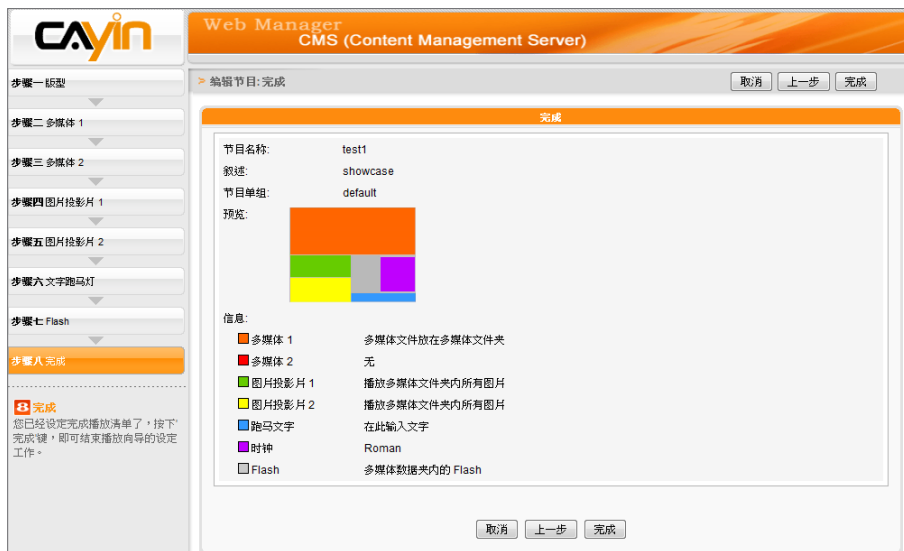 CAYIN
Web Manager
CMS (Content Management Server)
步骤一 版型
步骤二 多媒体 1
步骤三 多媒体 2
步骤四 图片投影片 1
步骤五 图片投影片 2
步骤六 文字跑马灯
步骤七 Flash
步骤八 完成
8 完成
您已经设定完成播放清单了，按下'
完成'键，即可结束播放向导的设定
工作。
> 编辑节目:完成
取消 上一步 完成
完成
节目名称: test1
叙述: showcase
节目单组: default
预览:
信息:
多媒体 1 多媒体文件放在多媒体文件夹
多媒体 2 无
图片投影片 1 播放多媒体文件夹内所有图片
图片投影片 2 播放多媒体文件夹内所有图片
跑马文字 在此输入文字
时钟 Roman
Flash 多媒体数据夹内的 Flash
取消 上一步 完成